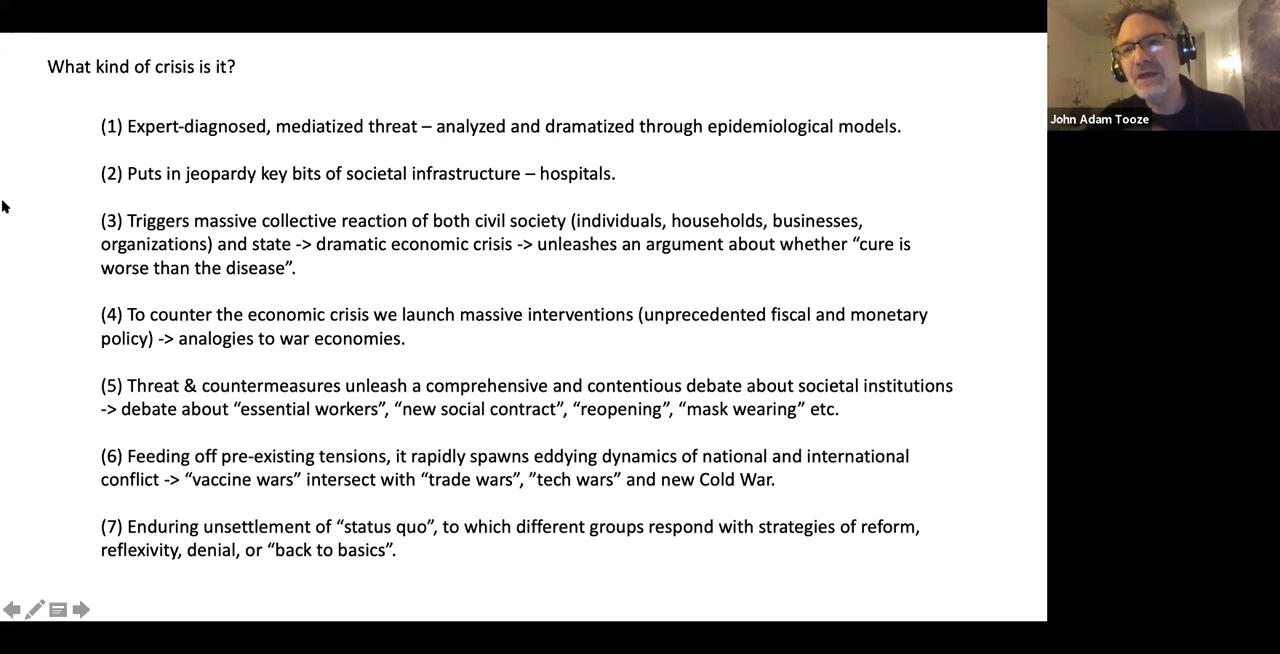 What kind of crisis is it?
(1) Expert-diagnosed, mediatized threat – analyzed and dramatized through epidemiological models.
(2) Puts in jeopardy key bits of societal infrastructure – hospitals.
(3) Triggers massive collective reaction of both civil society (individuals, households, businesses,
organizations) and state -> dramatic economic crisis -> unleashes an argument about whether “cure is
worse than the disease”.
(4) To counter the economic crisis we launch massive interventions (unprecedented fiscal and monetary
policy) -> analogies to war economies.
(5) Threat & countermeasures unleash a comprehensive and contentious debate about societal institutions
-> debate about “essential workers”, “new social contract”, “reopening”, “mask wearing” etc.
(6) Feeding off pre-existing tensions, it rapidly spawns eddying dynamics of national and international
conflict -> “vaccine wars” intersect with “trade wars”, ”tech wars” and new Cold War.
(7) Enduring unsettlement of “status quo”, to which different groups respond with strategies of reform,
reflexivity, denial, or “back to basics”.
John Adam Tooze